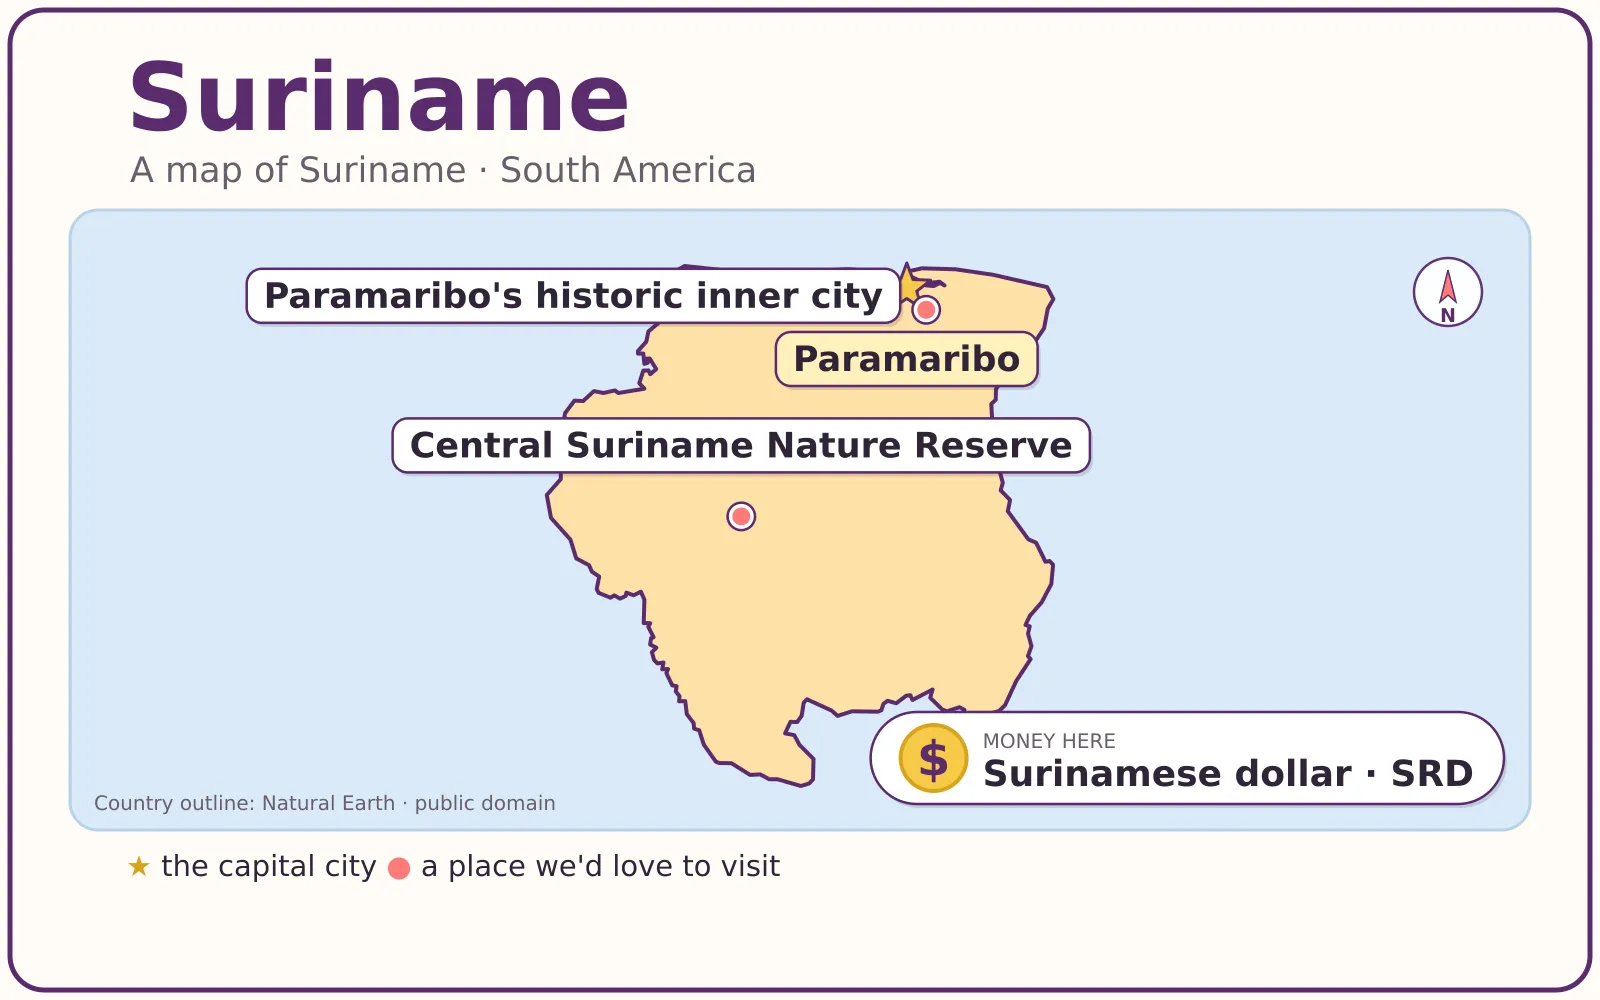 Suriname
A map of Suriname · South America
Paramaribo's historic inner city
N
Paramaribo
Central Suriname Nature Reserve
$
MONEY HERE
Surinamese dollar · SRD
Country outline: Natural Earth · public domain
★ the capital city ● a place we'd love to visit